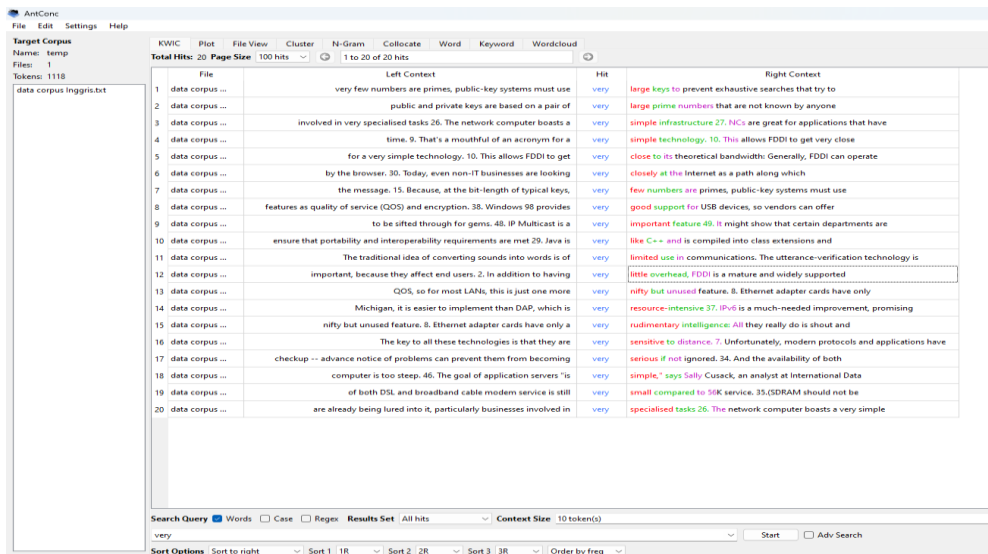 AntConc
File Edit Settings Help
Target Corpus
Name: temp
Files: 1
Tokens: 1118
data corpus Inggris.txt
KWIC Plot File View Cluster N-Gram Collocate Word Keyword Wordcloud
Total Hits: 20 Page Size 100 hits 1 to 20 of 20 hits
File Left Context Hit Right Context
1 data corpus ... very few numbers are primes, public-key systems must use very large keys to prevent exhaustive searches that try to
2 data corpus ... public and private keys are based on a pair of very large prime numbers that are not known by anyone
3 data corpus ... involved in very specialised tasks 26. The network computer boasts a very simple infrastructure 27. NCs are great for applications that have
4 data corpus ... time. 9. That's a mouthful of an acronym for a very simple technology. 10. This allows FDDI to get very close
5 data corpus ... for a very simple technology. 10. This allows FDDI to get very close to its theoretical bandwidth: Generally, FDDI can operate
6 data corpus ... by the browser. 30. Today, even non-IT businesses are looking very closely at the Internet as a path along which
7 data corpus ... the message. 15. Because, at the bit-length of typical keys, very few numbers are primes, public-key systems must use
8 data corpus ... features as quality of service (QOS) and encryption. 38. Windows 98 provides very good support for USB devices, so vendors can offer
9 data corpus ... to be sifted through for gems. 48. IP Multicast is a very important feature 49. It might show that certain departments are
10 data corpus ... ensure that portability and interoperability requirements are met 29. Java is very like C++ and is compiled into class extensions and
11 data corpus ... The traditional idea of converting sounds into words is of very limited use in communications. The utterance-verification technology is
12 data corpus ... important, because they affect end users. 2. In addition to having very little overhead, FDDI is a mature and widely supported
13 data corpus ... QOS, so for most LANs, this is just one more very nifty but unused feature. 8. Ethernet adapter cards have only
14 data corpus ... Michigan, it is easier to implement than DAP, which is very resource-intensive 37. IPv6 is a much-needed improvement, promising
15 data corpus ... nifty but unused feature. 8. Ethernet adapter cards have only a very rudimentary intelligence: All they really do is shout and
16 data corpus ... The key to all these technologies is that they are very sensitive to distance. 7. Unfortunately, modern protocols and applications have
17 data corpus ... checkup -- advance notice of problems can prevent them from becoming very serious if not ignored. 34. And the availability of both
18 data corpus ... computer is too steep. 46. The goal of application servers "is very simple," says Sally Cusack, an analyst at International Data
19 data corpus ... of both DSL and broadband cable modem service is still very small compared to 56K service. 35.(SDRAM should not be
20 data corpus ... are already being lured into it, particularly businesses involved in very specialised tasks 26. The network computer boasts a very simple
Search Query Words Case Regex Results Set All hits Context Size 10 token(s)
very Start Adv Search
Sort Options Sort to right Sort 1 1R Sort 2 2R Sort 3 3R Order by freq